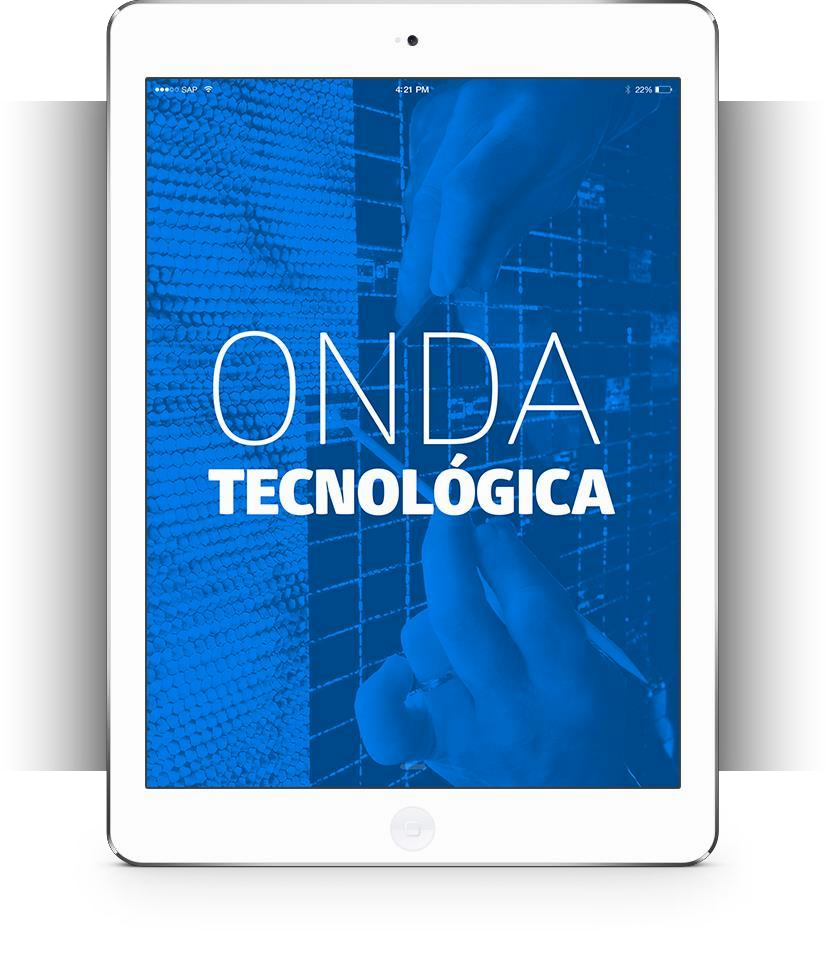 SAP
4:21 PM
22%
ONDA
TECNOLÓGICA